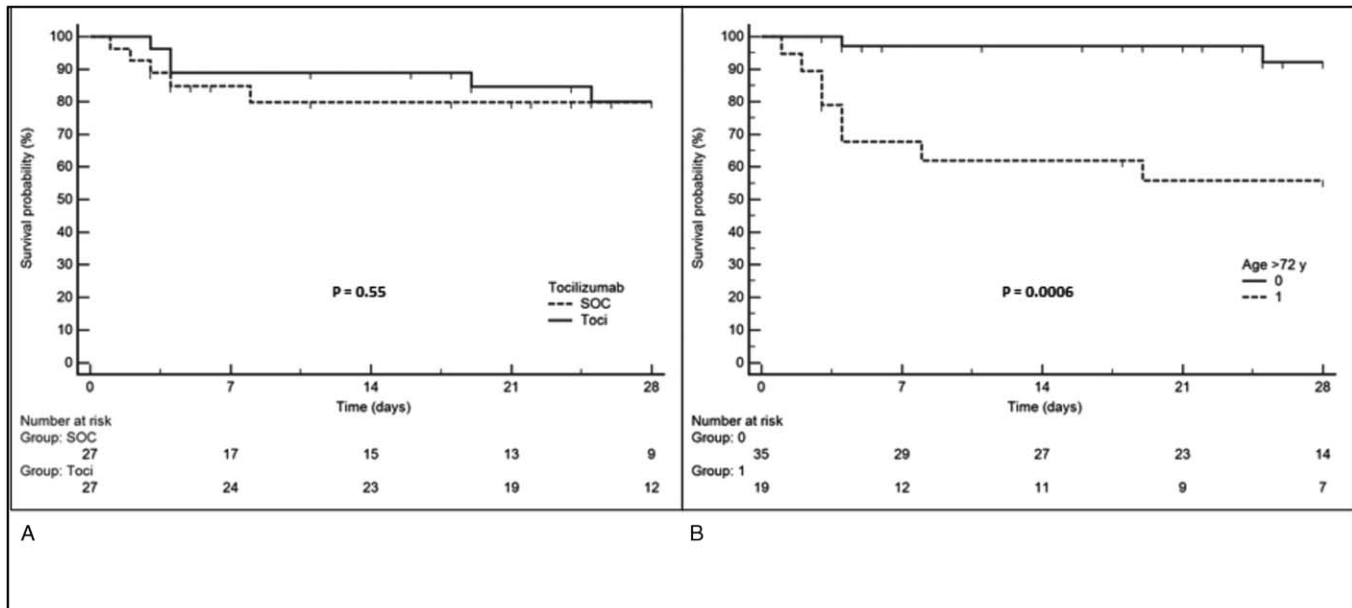 100
90
80
70
60
50
40
30
20
10
0
Survival probability (%)
P = 0.55
Tocilizumab
SOC
Toci
0 7 14 21 28
Time (days)
Number at risk
Group: SOC
27 17 15 13 9
Group: Toci
27 24 23 19 12
A
100
90
80
70
60
50
40
30
20
10
0
Survival probability (%)
P = 0.0006
Age >72 y
0
1
0 7 14 21 28
Time (days)
Number at risk
Group: 0
35 29 27 23 14
Group: 1
19 12 11 9 7
B